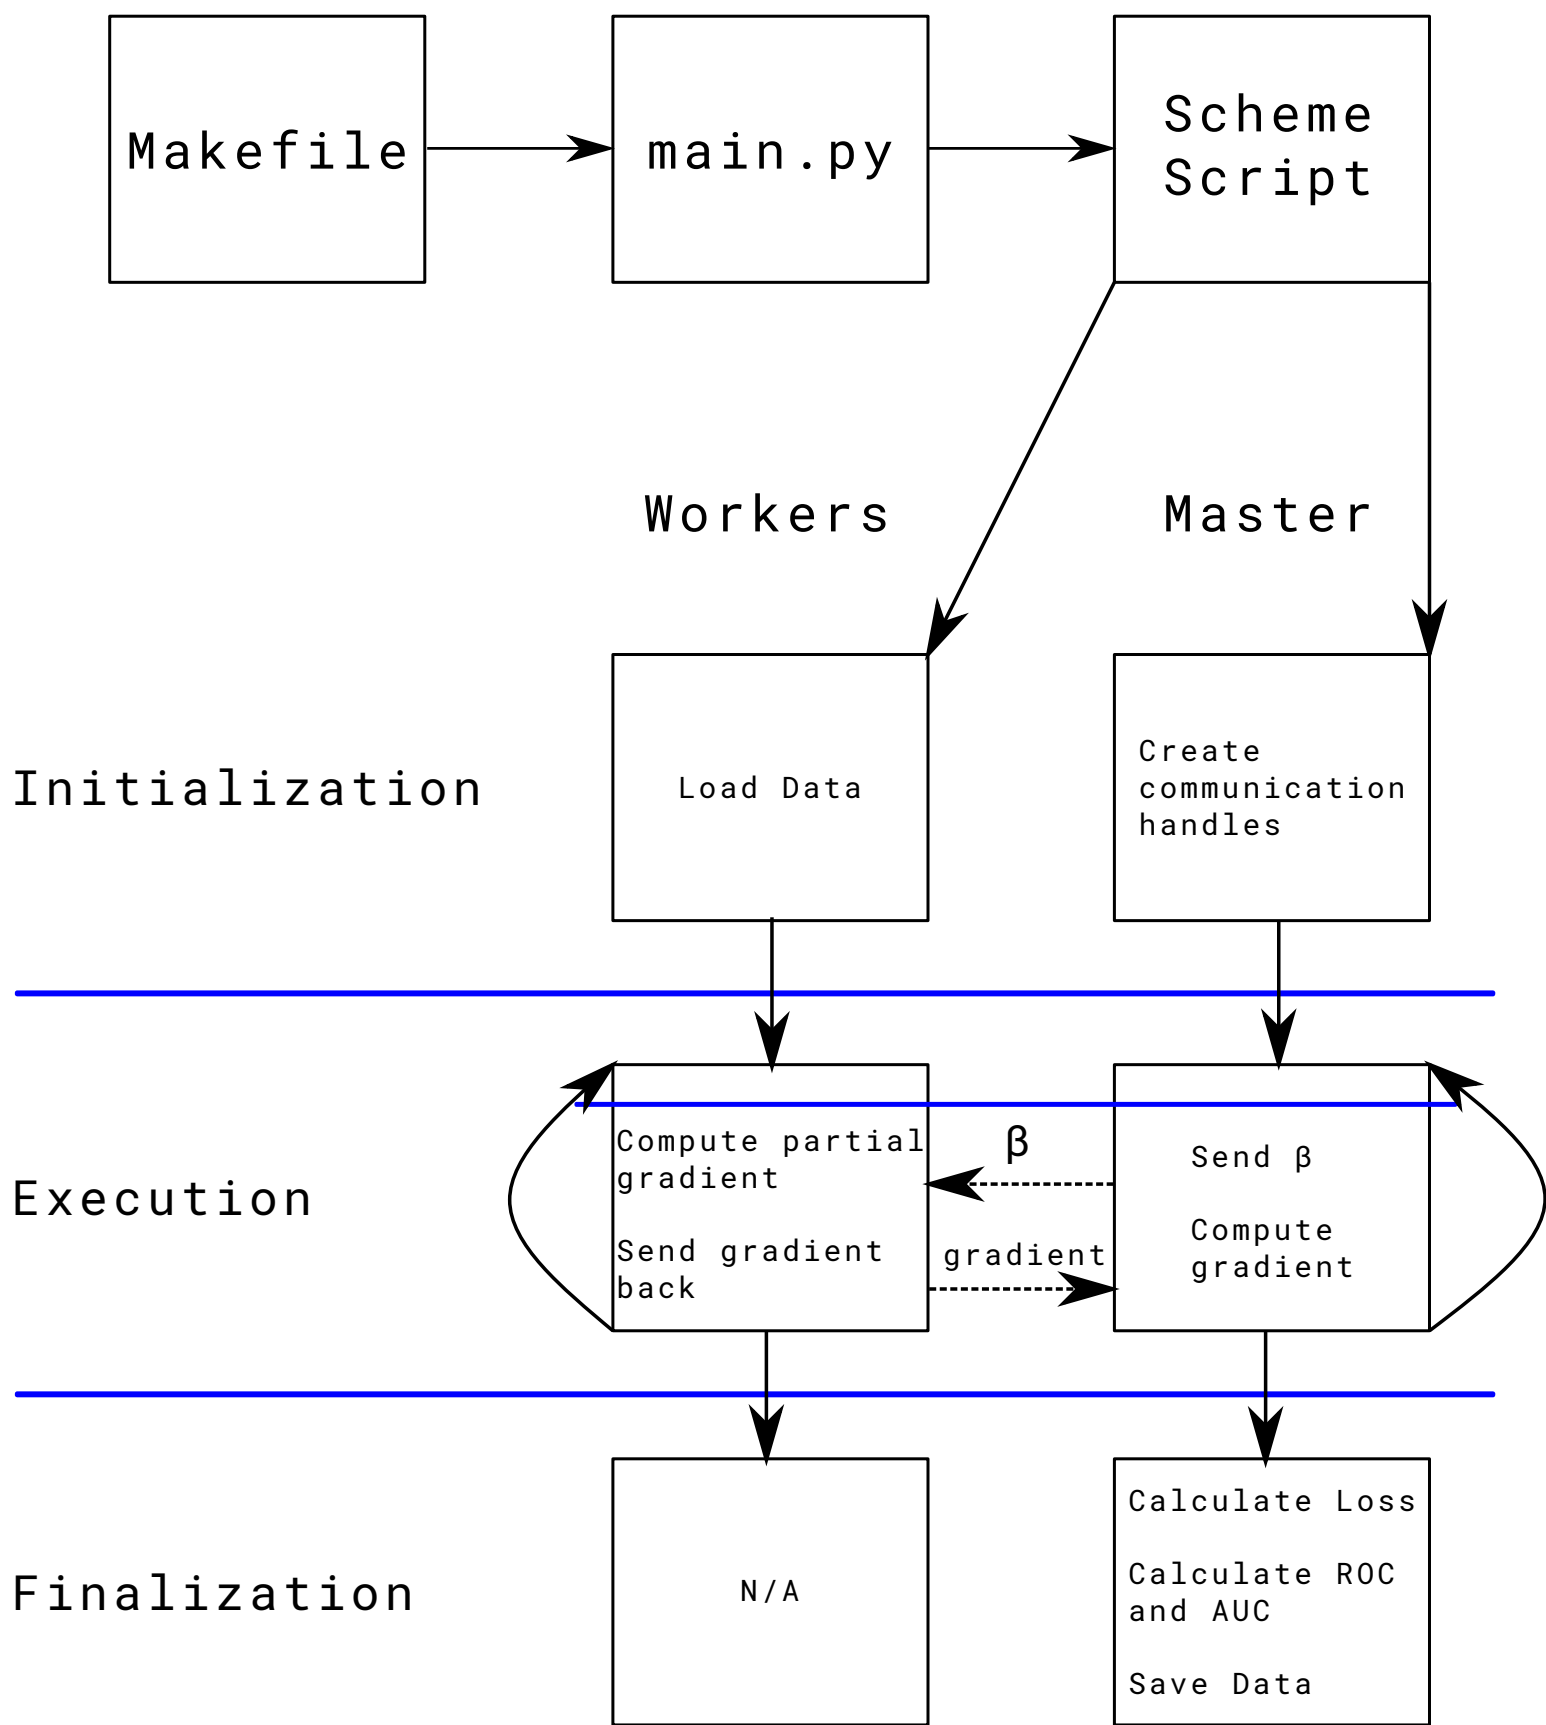 Makefile
main.py
Scheme
Script
Workers
Master
Initialization
Load Data
Create
communication
handles
Execution
Compute partial
gradient
Send gradient
back
β
gradient
Send β
Compute
gradient
Finalization
N/A
Calculate Loss
Calculate ROC
and AUC
Save Data